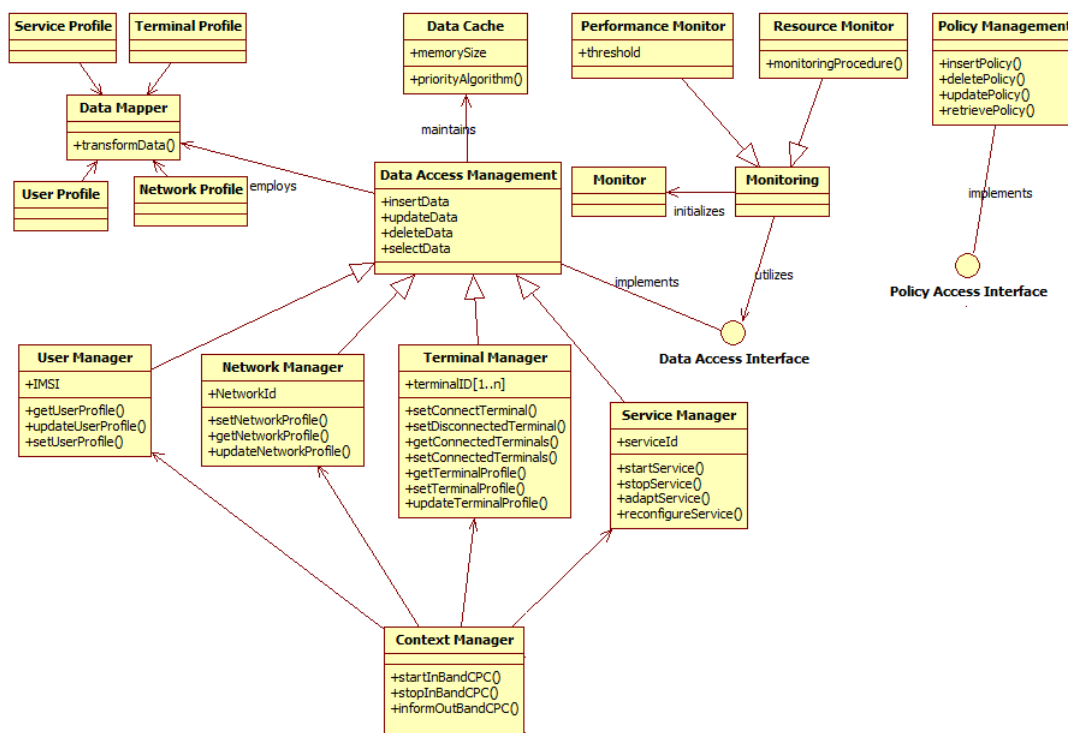 Service Profile
Terminal Profile
Data Mapper
+transformData()
User Profile
Network Profile
employs
Data Cache
+memorySize
+priorityAlgorithm()
maintains
Data Access Management
+insertData
+updateData
+deleteData
+selectData
Performance Monitor
+threshold
Resource Monitor
+monitoringProcedure()
Monitor
initializes
Monitoring
utilizes
implements
Data Access Interface
Policy Management
+insertPolicy()
+deletePolicy()
+updatePolicy()
+retrievePolicy()
implements
Policy Access Interface
User Manager
+IMSI
+getUserProfile()
+updateUserProfile()
+setUserProfile()
Network Manager
+NetworkId
+setNetworkProfile()
+getNetworkProfile()
+updateNetworkProfile()
Terminal Manager
+terminalID[1..n]
+setConnectTerminal()
+setDisconnectedTerminal()
+getConnectedTerminals()
+setConnectedTerminals()
+getTerminalProfile()
+setTerminalProfile()
+updateTerminalProfile()
Service Manager
+serviceId
+startService()
+stopService()
+adaptService()
+reconfigureService()
Context Manager
+startInBandCPC()
+stopInBandCPC()
+informOutBandCPC()